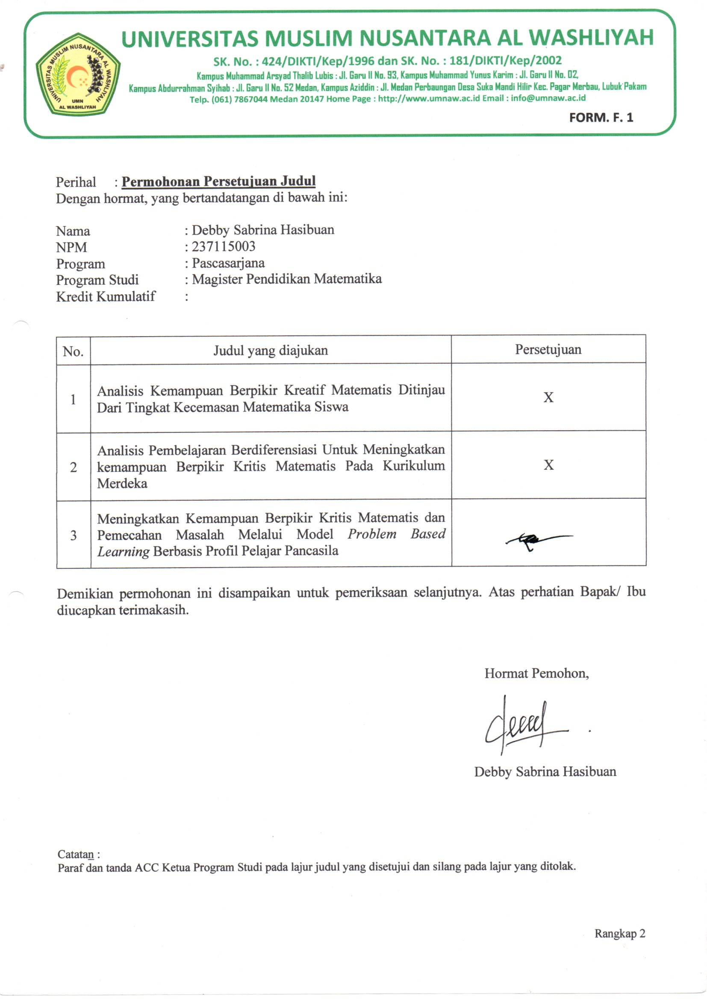 UNIVERSITAS MUSLIM NUSANTARA AL WASHLIYAH
UMN
AL WASHLIYAH
UNIVERSITAS MUSLIM NUSANTARA AL WASHLIYAH
SK. No. : 424/DIKTI/Kep/1996 dan SK. No. : 181/DIKTI/Kep/2002
Kampus Muhammad Arsyad Thalib Lubis : Jl. Garu II No. 93, Kampus Muhammad Yunus Karim : Jl. Garu II No. 02,
Kampus Abdurrahman Syihab : Jl. Garu II No. 52 Medan, Kampus Aziddin : Jl. Medan Perbaungan Desa Suka Mandi Hilir Kec. Pagar Merbau, Lubuk Pakam
Telp. (061) 7867044 Medan 20147 Home Page : http://www.umnaw.ac.id Email : info@umnaw.ac.id
FORM. F. 1
Perihal : Permohonan Persetujuan Judul
Dengan hormat, yang bertandatangan di bawah ini:
Nama : Debby Sabrina Hasibuan
NPM : 237115003
Program : Pascasarjana
Program Studi : Magister Pendidikan Matematika
Kredit Kumulatif :
No. Judul yang diajukan Persetujuan
1 Analisis Kemampuan Berpikir Kreatif Matematis Ditinjau X
Dari Tingkat Kecemasan Matematika Siswa
Analisis Pembelajaran Berdiferensiasi Untuk Meningkatkan
2 kemampuan Berpikir Kritis Matematis Pada Kurikulum X
Merdeka
Meningkatkan Kemampuan Berpikir Kritis Matematis dan
3 Pemecahan Masalah Melalui Model Problem Based
Learning Berbasis Profil Pelajar Pancasila
Demikian permohonan ini disampaikan untuk pemeriksaan selanjutnya. Atas perhatian Bapak/ Ibu
diucapkan terimakasih.
Hormat Pemohon,
Debby Sabrina Hasibuan
Catatan :
Paraf dan tanda ACC Ketua Program Studi pada lajur judul yang disetujui dan silang pada lajur yang ditolak.
Rangkap 2